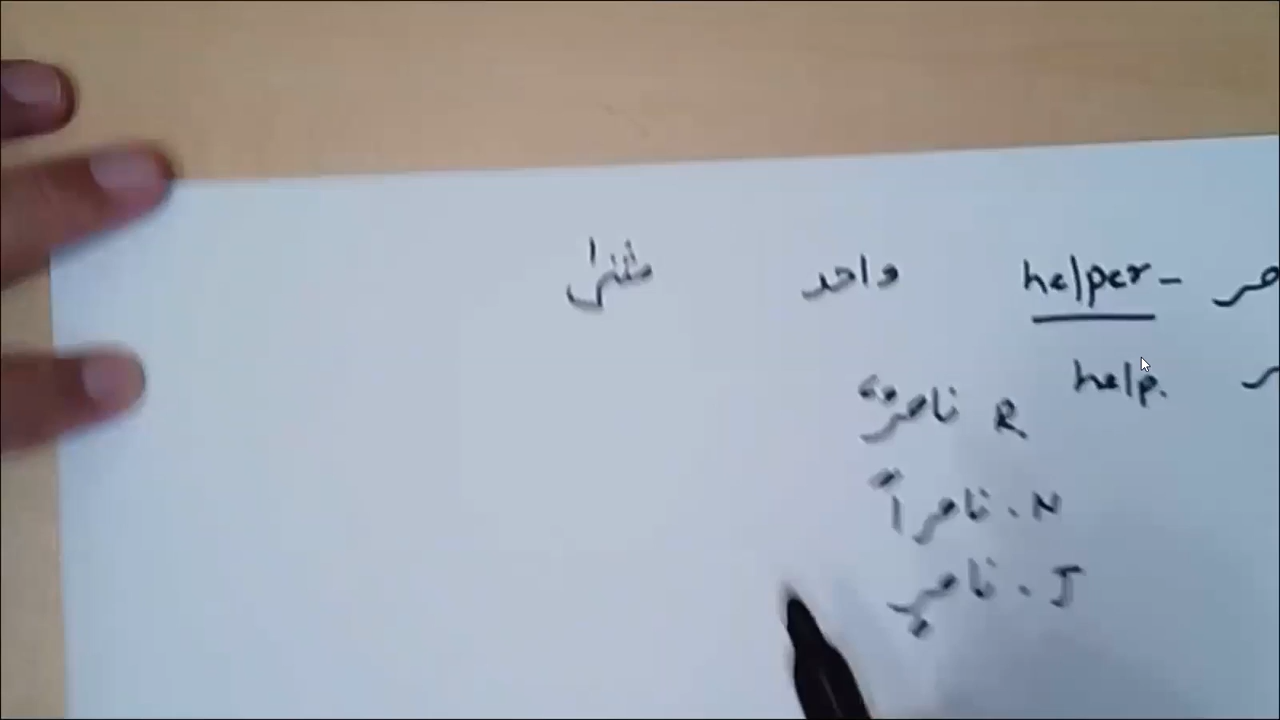 helper - واحد مثنىٰ
help.
R ناصرٌ
N . ناصراً
J . ناصرٍ